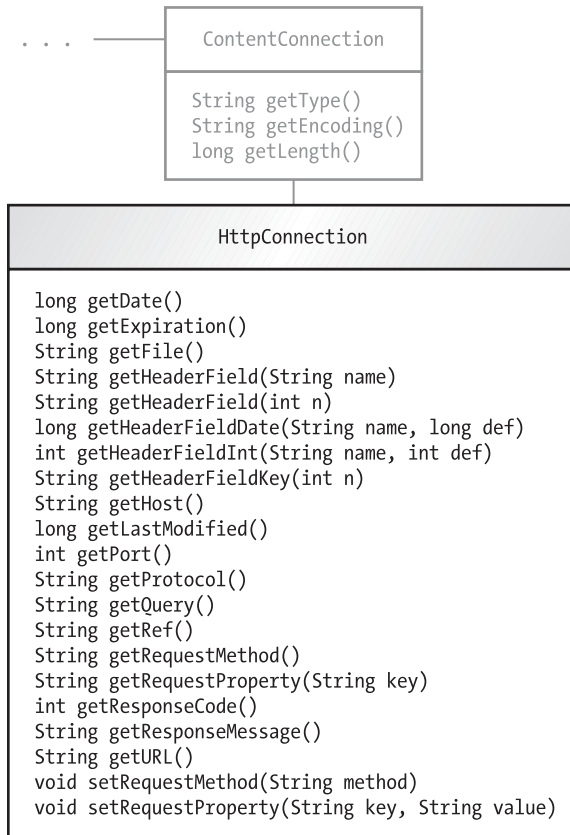 . . .
ContentConnection
String getType()
String getEncoding()
long getLength()
HttpConnection
long getDate()
long getExpiration()
String getFile()
String getHeaderField(String name)
String getHeaderField(int n)
long getHeaderFieldDate(String name, long def)
int getHeaderFieldInt(String name, int def)
String getHeaderFieldKey(int n)
String getHost()
long getLastModified()
int getPort()
String getProtocol()
String getQuery()
String getRef()
String getRequestMethod()
String getRequestProperty(String key)
int getResponseCode()
String getResponseMessage()
String getURL()
void setRequestMethod(String method)
void setRequestProperty(String key, String value)